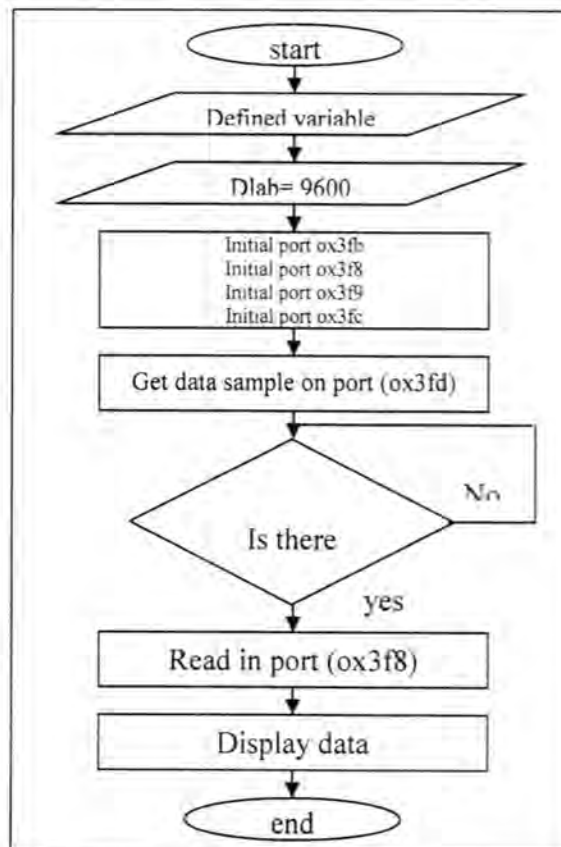 start
Defined variable
Dlab= 9600
Initial port ox3fb
Initial port ox3f8
Initial port ox3f9
Initial port ox3fc
Get data sample on port (ox3fd)
No
Is there
yes
Read in port (ox3f8)
Display data
end